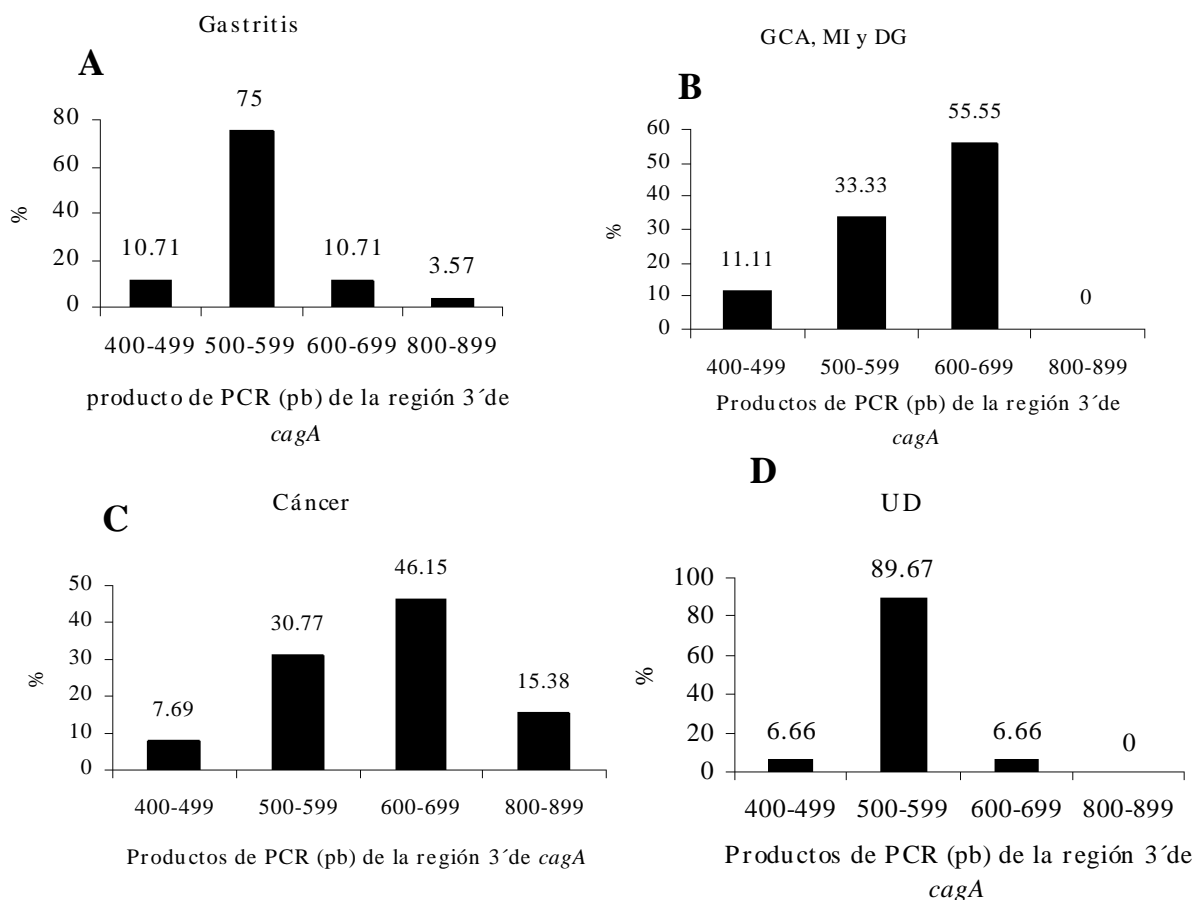 Gastritis
A
75
80
60
40
20
0
%
10.71
10.71
3.57
400-499 500-599 600-699 800-899
producto de PCR (pb) de la región 3´de
cagA
GCA, MI y DG
B
55.55
60
50
40
30
20
10
0
%
33.33
11.11
0
400-499 500-599 600-699 800-899
Productos de PCR (pb) de la región 3´de
cagA
Cáncer
C
46.15
50
40
30
20
10
0
%
30.77
15.38
7.69
400-499 500-599 600-699 800-899
Productos de PCR (pb) de la región 3´de cagA
D
UD
89.67
100
80
60
40
20
0
%
6.66
6.66
0
400-499 500-599 600-699 800-899
Productos de PCR (pb) de la región 3´de
cagA